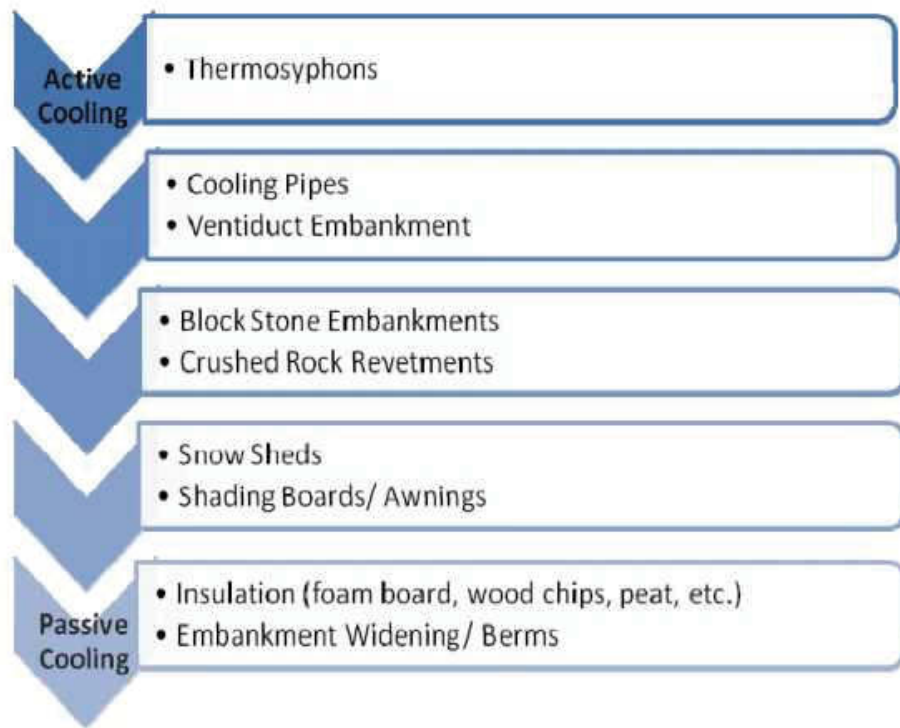 Active
Cooling
• Thermosyphons
• Cooling Pipes
• Ventiduct Embankment
• Block Stone Embankments
• Crushed Rock Revetments
• Snow Sheds
• Shading Boards/ Awnings
Passive
Cooling
• Insulation (foam board, wood chips, peat, etc.)
• Embankment Widening/ Berms